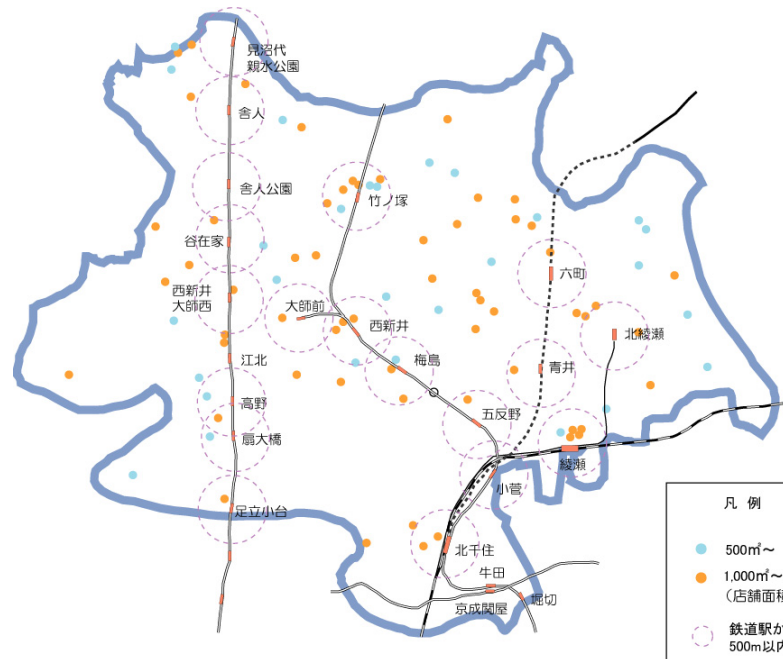 見沼代
親水公園
舎人
舎人公園
竹ノ塚
谷在家
六町
西新井
大師西
大師前
西新井
北綾瀬
江北
梅島
青井
高野
五反野
扇大橋
綾瀬
小菅
足立小台
北千住
牛田
京成関屋
堀切
凡 例
500㎡～
1,000㎡～
(店舗面積
鉄道駅か
500m以内